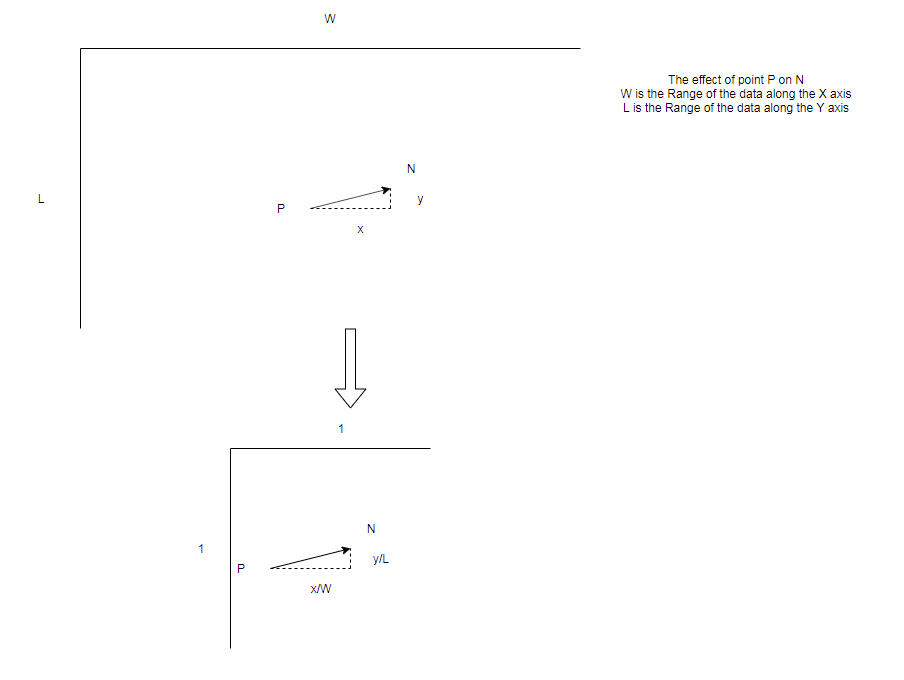 W
The effect of point P on N
W is the Range of the data along the X axis
L is the Range of the data along the Y axis
N
L
y
P
x
1
N
1
y/L
P
x/W